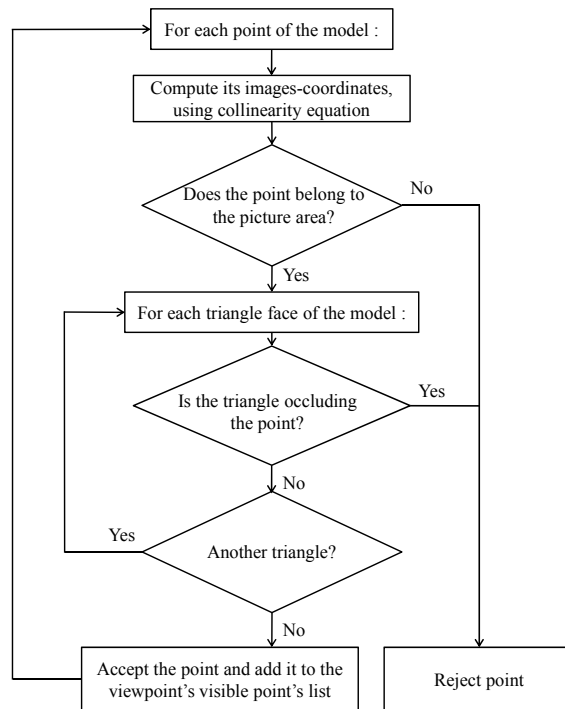 For each point of the model :
Compute its images-coordinates,
using collinearity equation
Does the point belong to
the picture area?
No
Yes
For each triangle face of the model :
Is the triangle occluding
the point?
Yes
No
Yes
Another triangle?
No
Accept the point and add it to the
viewpoint's visible point's list
Reject point